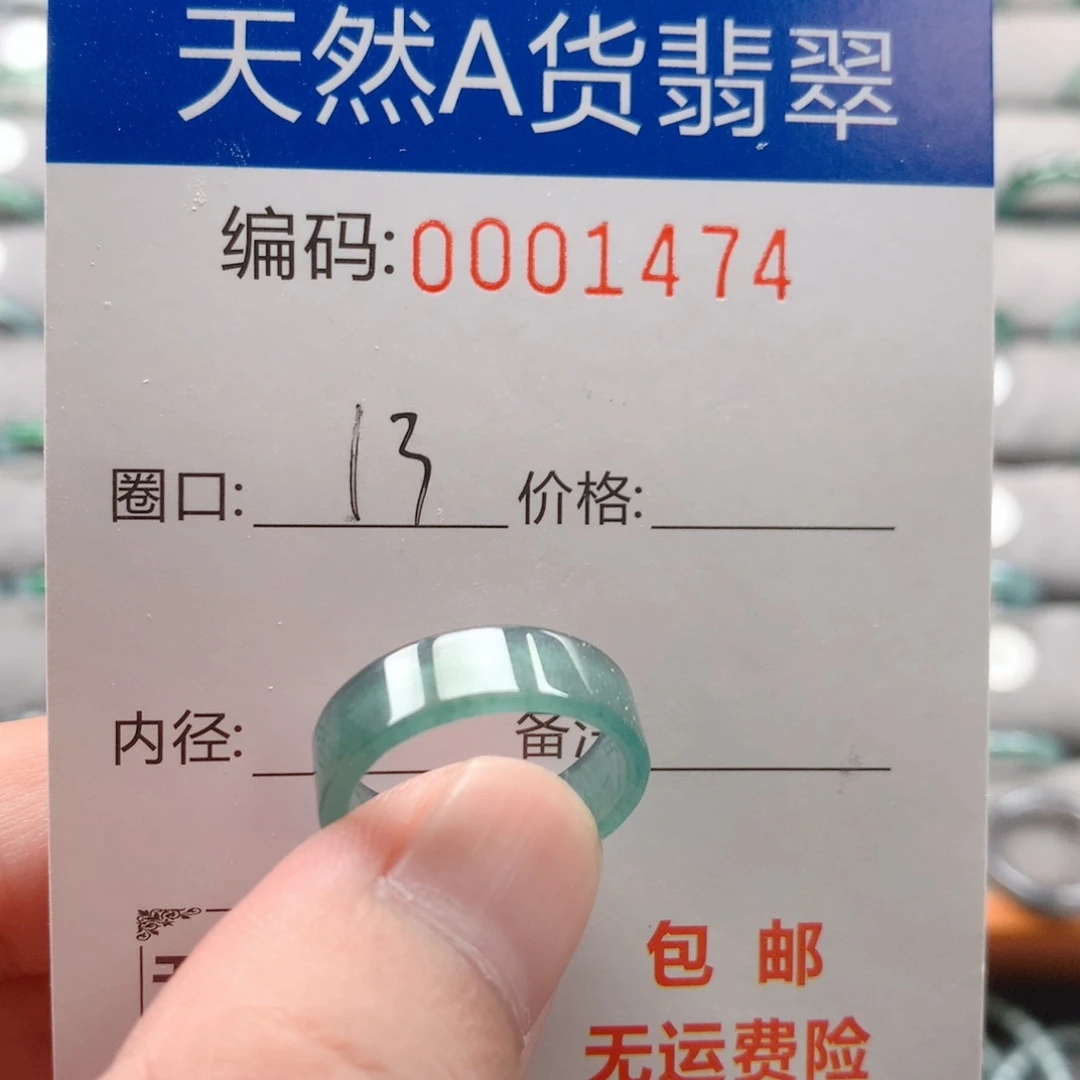 天然A货翡翠
编码:0001474
圈口: 13 价格:
内径: 备
包 邮
无运费险